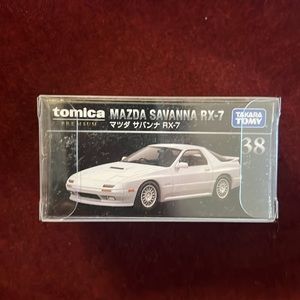 tomica MAZDA SAVANNA RX-7
PREMIUM マツダ サバンナ RX-7
TAKARA
TOMY
38